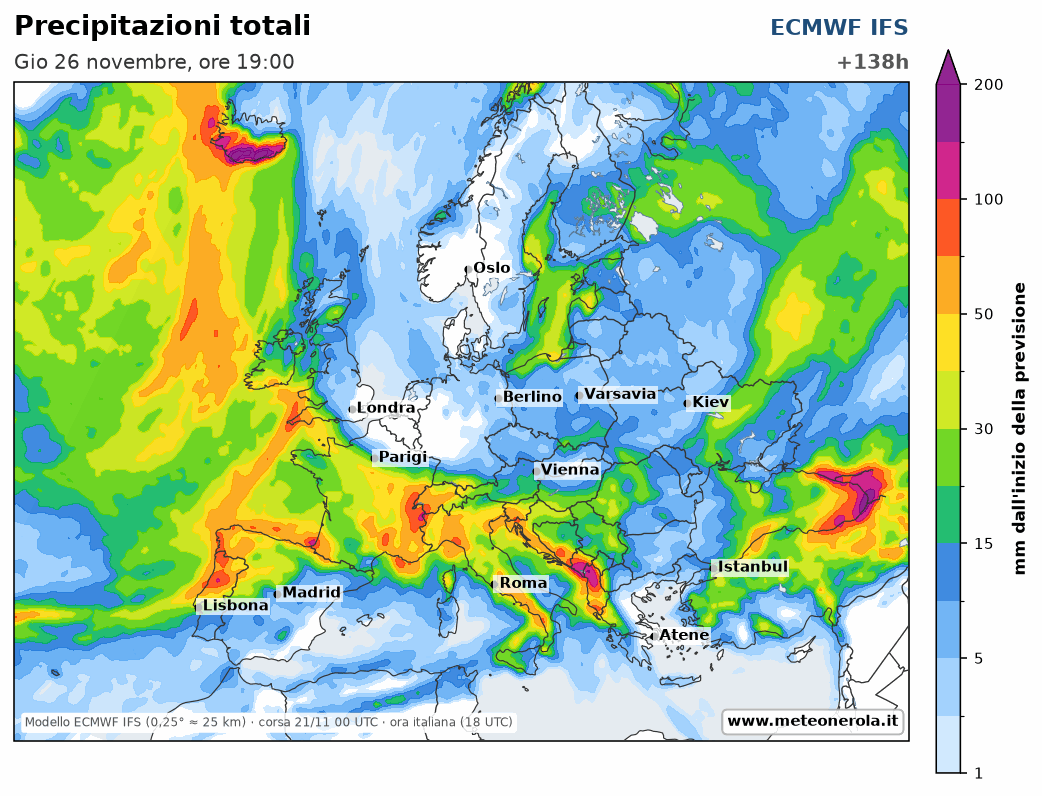 Precipitazioni totali
ECMWF IFS
Gio 26 novembre, ore 19:00
+138h
200
100
50
30
15
5
1
mm dall'inizio della previsione
Oslo
Berlino
Varsavia
Kiev
Londra
Parigi
Vienna
Istanbul
Roma
Madrid
Lisbona
Atene
Modello ECMWF IFS (0,25° ≈ 25 km) · corsa 21/11 00 UTC · ora italiana (18 UTC)
www.meteonerola.it